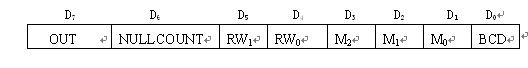 D₇ D₆ D₅ D₄ D₃ D₂ D₁ D₀
OUT NULLCOUNT RW₁ RW₀ M₂ M₁ M₀ BCD